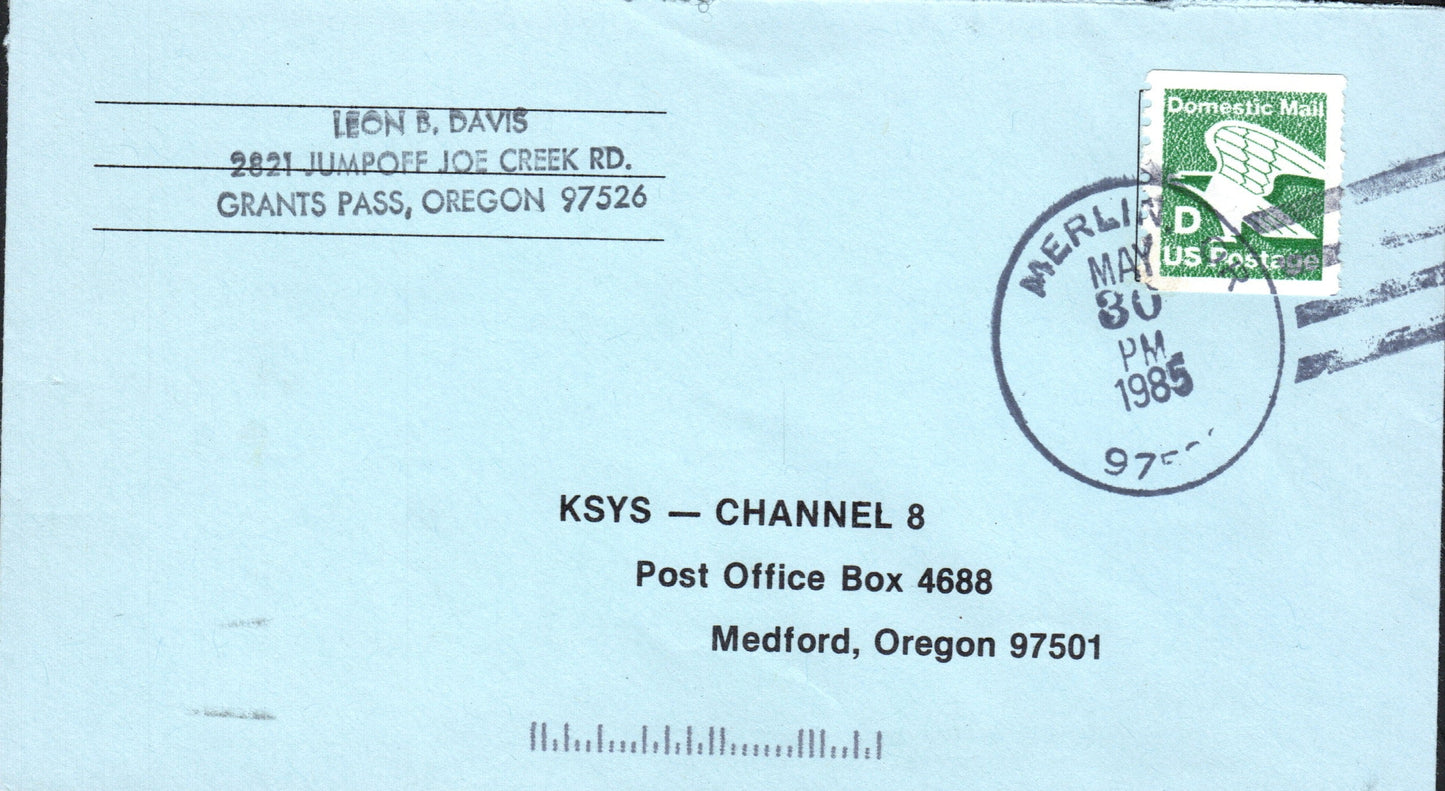 LEON B. DAVIS
2821 JUMPOFF JOE CREEK RD.
GRANTS PASS, OREGON 97526
Domestic Mail
D
US Postage
MERLIN, OR
MAY
30
PM
1985
KSYS — CHANNEL 8
Post Office Box 4688
Medford, Oregon 97501